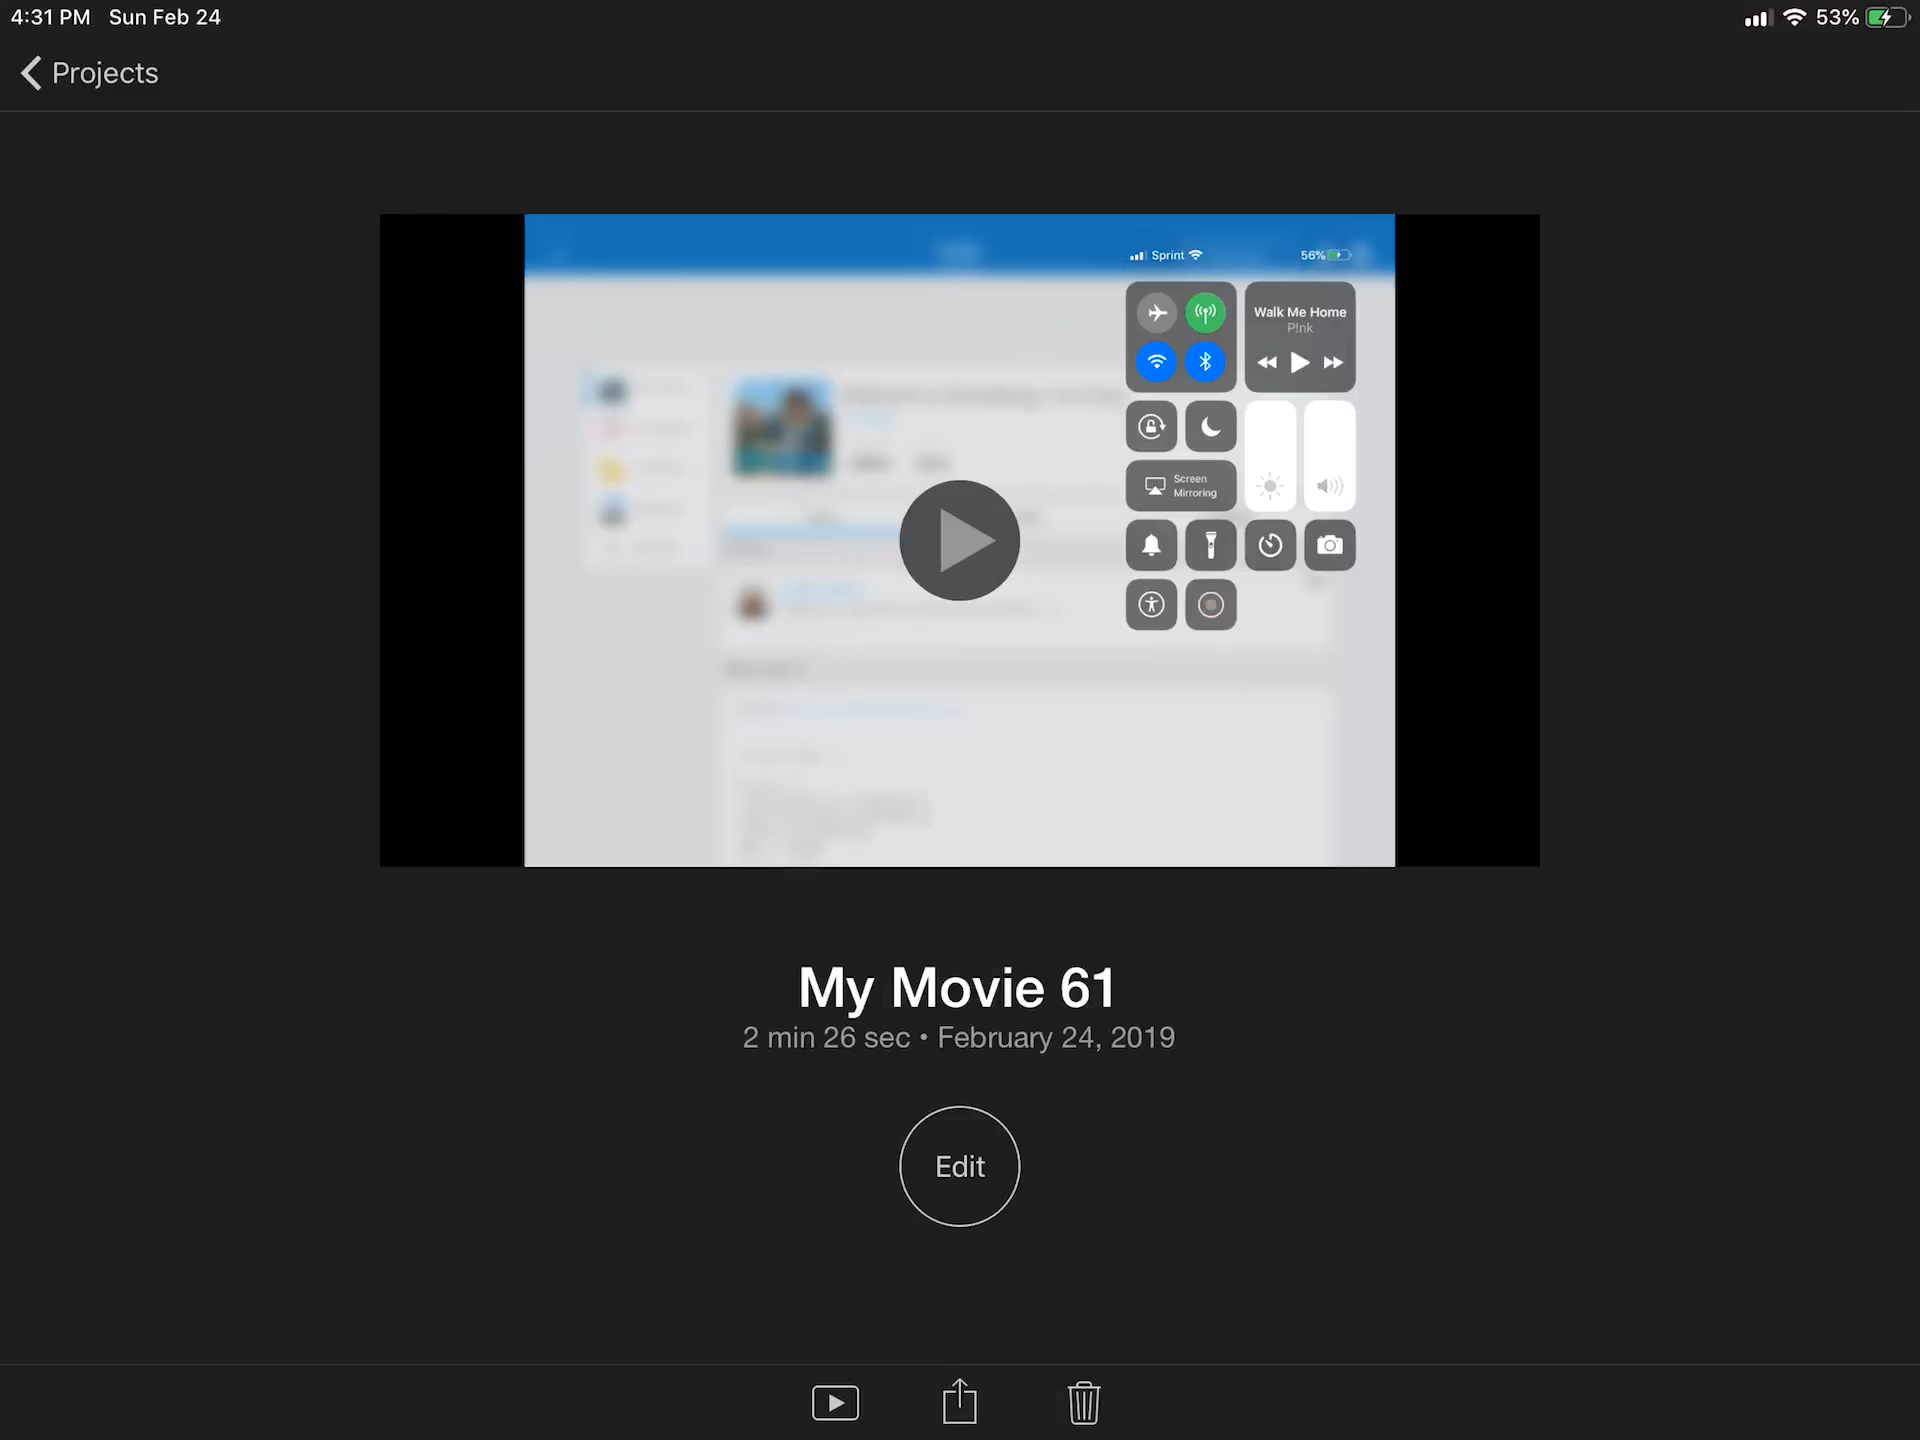 4:31 PM Sun Feb 24 53%
Projects
Sprint 56%
Walk Me Home
P!nk
Screen
Mirroring
My Movie 61
2 min 26 sec • February 24, 2019
Edit